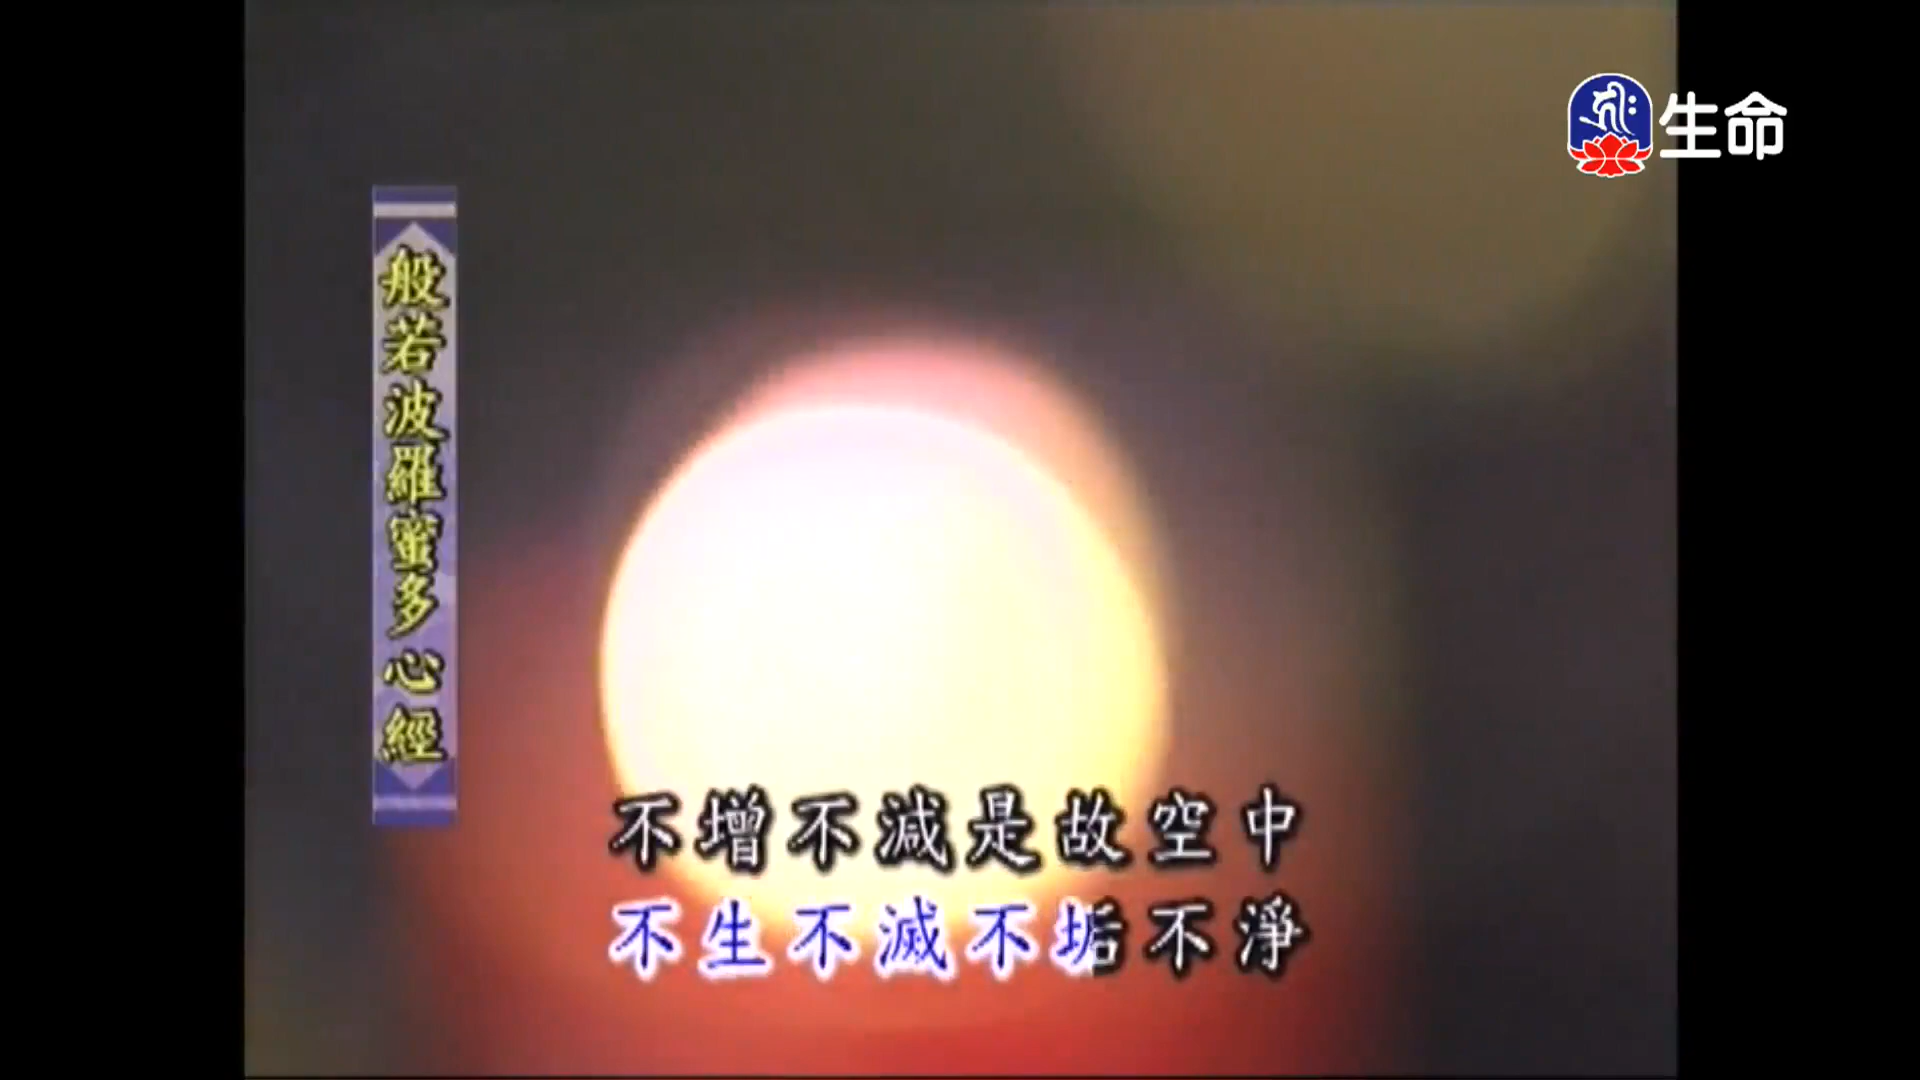 生命
般若波羅蜜多心經
不增不減是故空中
不生不滅不垢不淨